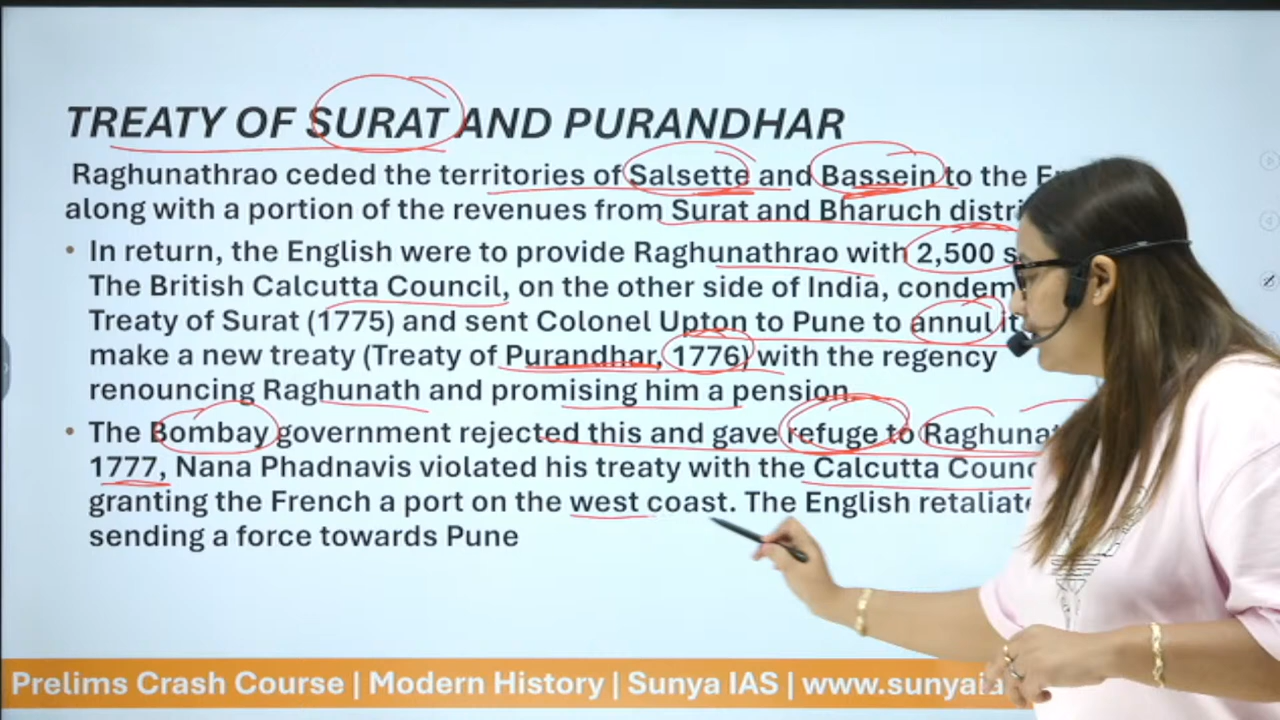 TREATY OF SURAT AND PURANDHAR
Raghunathrao ceded the territories of Salsette and Bassein to the
along with a portion of the revenues from Surat and Bharuch
• In return, the English were to provide Raghunathrao with 2,500
The British Calcutta Council, on the other side of India,
Treaty of Surat (1775) and sent Colonel Upton to Pune to annul it
make a new treaty (Treaty of Purandhar, 1776) with the regency
renouncing Raghunath and promising him a pension.
• The Bombay government rejected this and gave refuge to
1777, Nana Phadnavis violated his treaty with the Calcutta
granting the French a port on the west coast. The English
sending a force towards Pune
Prelims Crash Course | Modern History | Sunya IAS |